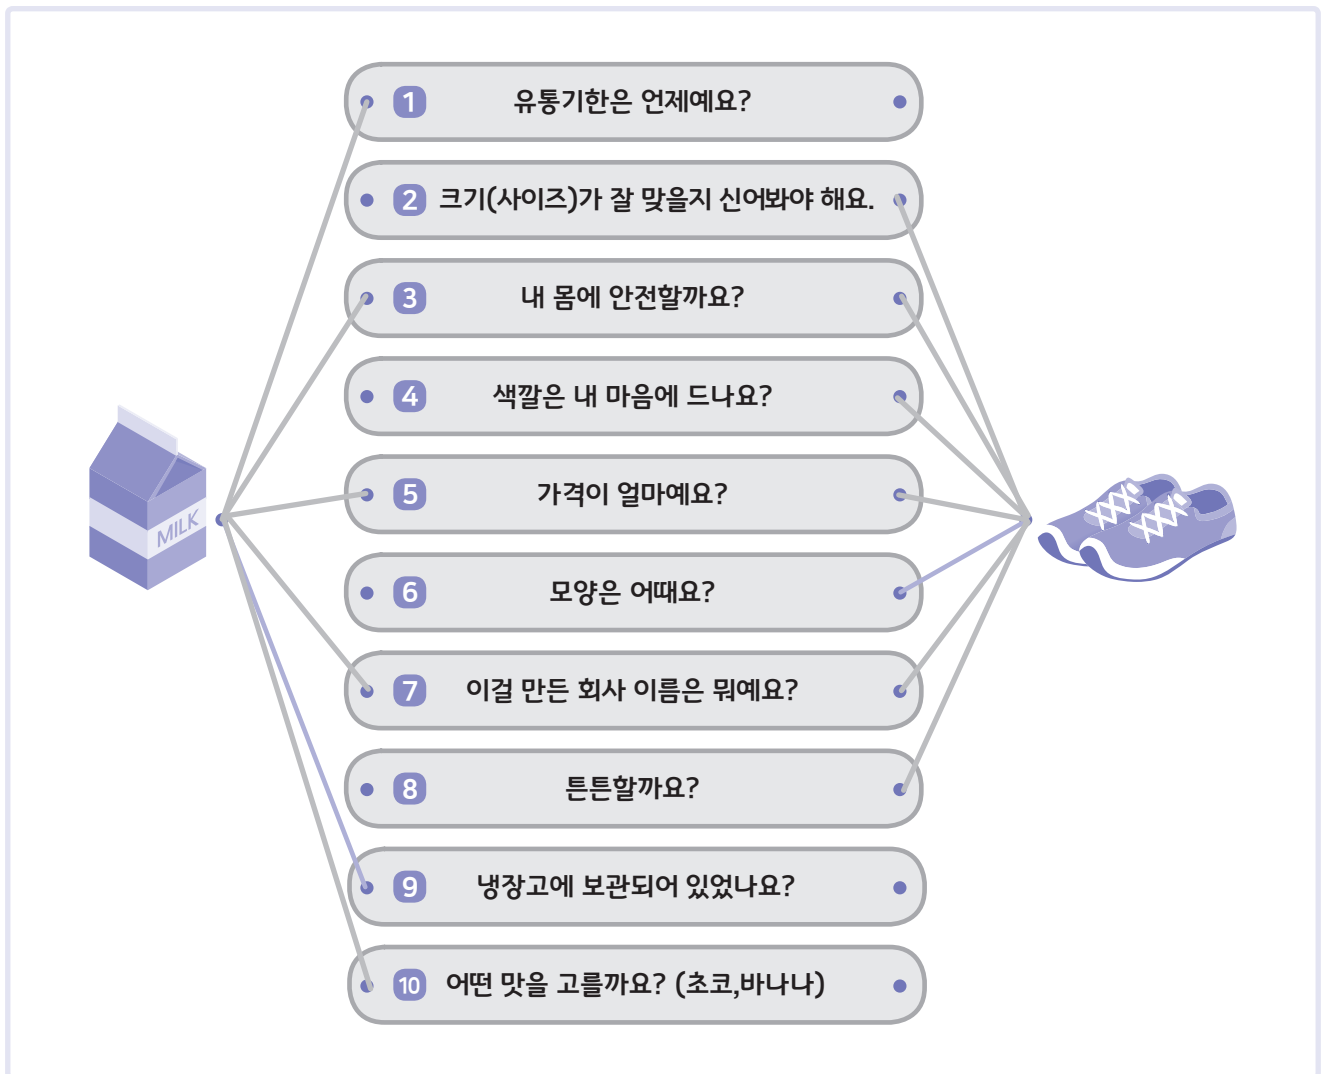 1 유통기한은 언제예요?
2 크기(사이즈)가 잘 맞을지 신어봐야 해요.
3 내 몸에 안전할까요?
4 색깔은 내 마음에 드나요?
MILK
5 가격이 얼마예요?
6 모양은 어때요?
7 이걸 만든 회사 이름은 뭐예요?
8 튼튼할까요?
9 냉장고에 보관되어 있었나요?
10 어떤 맛을 고를까요? (초코,바나나)